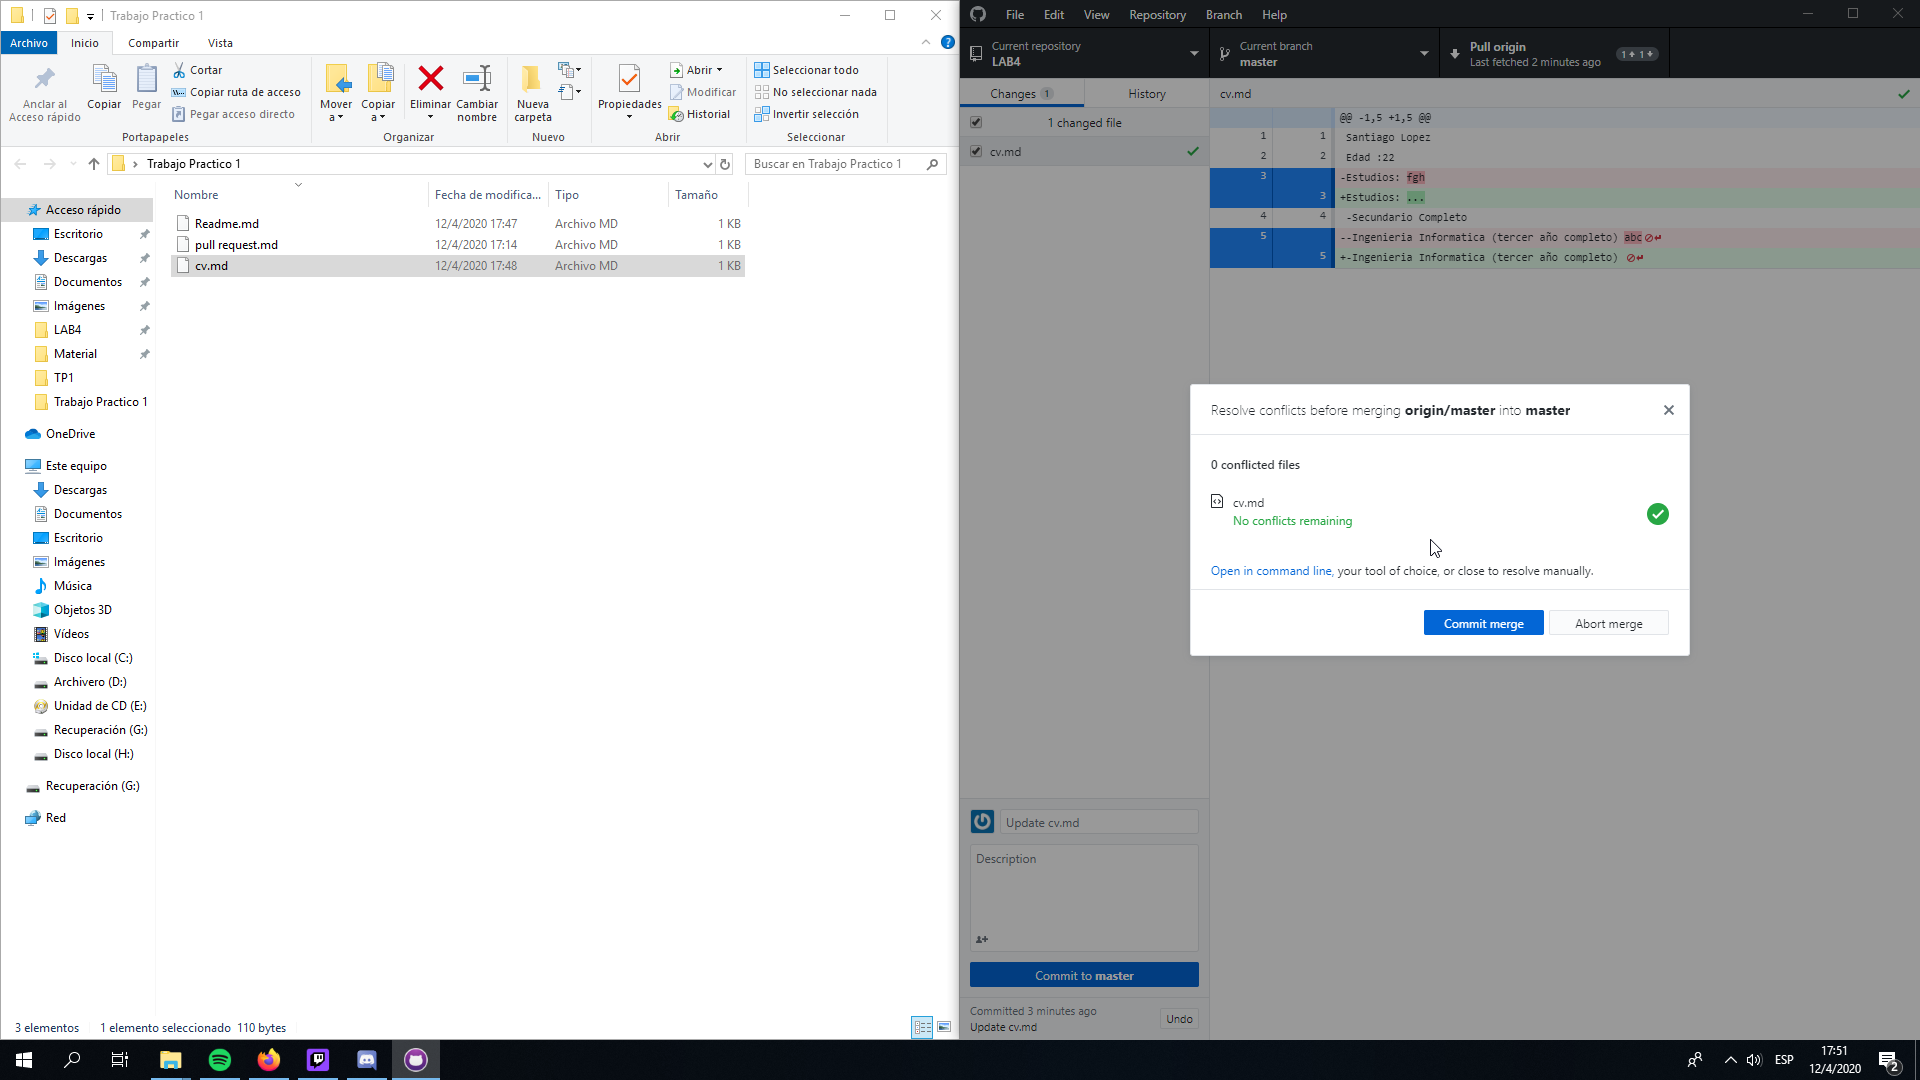 Trabajo Practico 1
Archivo Inicio Compartir Vista
Anclar al Acceso rápido
Copiar
Pegar
Cortar
Copiar ruta de acceso
Pegar acceso directo
Portapapeles
Mover a
Copiar a
Eliminar
Cambiar nombre
Organizar
Nueva carpeta
Nuevo
Propiedades
Abrir
Modificar
Historial
Abrir
Seleccionar todo
No seleccionar nada
Invertir selección
Seleccionar
Trabajo Practico 1
Buscar en Trabajo Practico 1
Nombre Fecha de modifica... Tipo Tamaño
Readme.md 12/4/2020 17:47 Archivo MD 1 KB
pull request.md 12/4/2020 17:14 Archivo MD 1 KB
cv.md 12/4/2020 17:48 Archivo MD 1 KB
Acceso rápido
Escritorio
Descargas
Documentos
Imágenes
LAB4
Material
TP1
Trabajo Practico 1
OneDrive
Este equipo
Descargas
Documentos
Escritorio
Imágenes
Música
Objetos 3D
Vídeos
Disco local (C:)
Archivero (D:)
Unidad de CD (E:)
Recuperación (G:)
Disco local (H:)
Recuperación (G:)
Red
3 elementos 1 elemento seleccionado 110 bytes
File Edit View Repository Branch Help
Current repository
LAB4
Current branch
master
Pull origin
Last fetched 2 minutes ago
1 1
Changes 1 History
cv.md
1 changed file
cv.md
@@ -1,5 +1,5 @@
1 1 Santiago Lopez
2 2 Edad :22
3 -Estudios: fgh
3 +Estudios: ...
4 4 -Secundario Completo
5 --Ingenieria Informatica (tercer año completo) abc
5 +-Ingenieria Informatica (tercer año completo)
Resolve conflicts before merging origin/master into master
0 conflicted files
cv.md
No conflicts remaining
Open in command line, your tool of choice, or close to resolve manually.
Commit merge
Abort merge
Update cv.md
Description
Commit to master
Committed 3 minutes ago
Update cv.md
Undo
ESP
17:51
12/4/2020
2